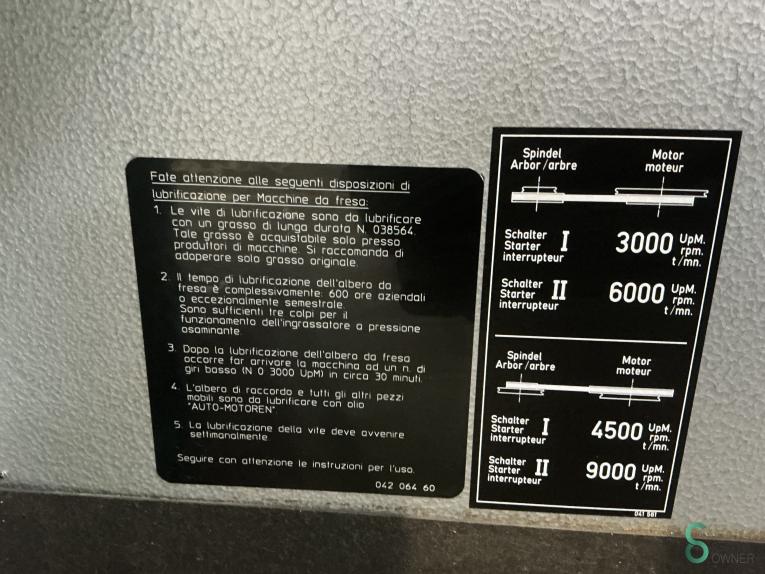 Fate attenzione alle seguenti disposizioni di
lubrificazione per Macchine da fresa:
1. Le vite di lubrificazione sono da lubrificare
con un grasso di lunga durata N. 038564.
Tale grasso è acquistabile solo presso
produttori di macchine. Si raccomanda di
adoperare solo grasso originale.
2. Il tempo di lubrificazione dell'albero da
fresa è complessivamente: 600 ore aziendali
o eccezionalmente semestrale.
Sono sufficienti tre colpi per il
funzionamento dell'ingrassatore a pressione
osaminante.
3. Dopo la lubrificazione dell'albero da fresa
occorre far arrivare la macchina ad un n. di
giri basso (N 0 3000 UpM) in circa 30 minuti.
4. L'albero di raccordo e tutti gli altri pezzi
mobili sono da lubrificare con olio
"AUTO-MOTOREN".
5. La lubrificazione della vite deve avvenire
settimanalmente.
Seguire con attenzione le instruzioni per l'uso.
042 064 60
Spindel Motor
Arbor/arbre moteur
Schalter
Starter I 3000 UpM. rpm. t/mn.
interrupteur
Schalter
Starter II 6000 UpM. rpm. t/mn.
interrupteur
Spindel Motor
Arbor/arbre moteur
Schalter
Starter I 4500 UpM. rpm. t/mn.
interrupteur
Schalter
Starter II 9000 UpM. rpm. t/mn.
interrupteur
041 581
OWNER